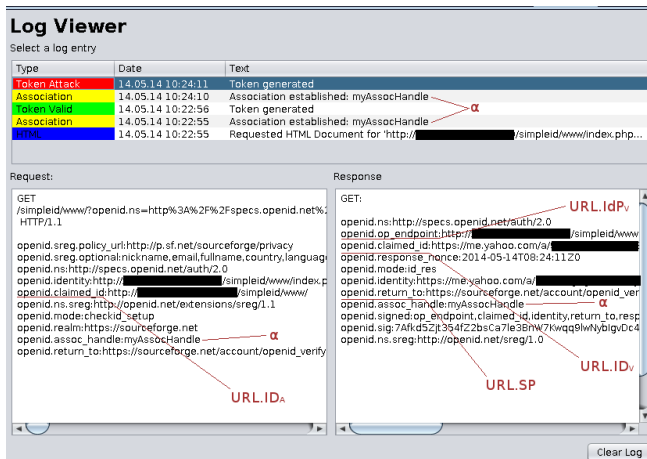 Log Viewer
Select a log entry
Type Date Text
Token Attack 14.05.14 10:24:11 Token generated
Association 14.05.14 10:24:10 Association established: myAssocHandle
Token Valid 14.05.14 10:22:56 Token generated
α
Association 14.05.14 10:22:55 Association established: myAssocHandle
HTML 14.05.14 10:22:55 Requested HTML Document for 'http:// /simpleid/www/index.php...
Request:
GET
/simpleid/www/?openid.ns=http%3A%2F%2Fspecs.openid.net%2
HTTP/1.1
openid.sreg.policy_url:http://p.sf.net/sourceforge/privacy
openid.sreg.optional:nickname,email,fullname,country,language
openid.ns:http://specs.openid.net/auth/2.0
openid.identity:http:// /simpleid/www/index.p
openid.claimed_id:http:// /simpleid/www/
openid.ns.sreg:http://openid.net/extensions/sreg/1.1
openid.mode:checkid_setup
openid.realm:https://sourceforge.net
openid.assoc_handle:myAssocHandle α
openid.return_to:https://sourceforge.net/account/openid_verify
URL.IDA
Response
GET:
URL.IdPV
openid.ns:http://specs.openid.net/auth/2.0
openid.op_endpoint:http:// /simpleid/www
openid.claimed_id:https://me.yahoo.com/a/
openid.response_nonce:2014-05-14T08:24:11Z0
openid.mode:id_res
openid.identity:https://me.yahoo.com/a/
openid.return_to:https://sourceforge.net/account/openid_ver
openid.assoc_handle:myAssocHandle α
openid.signed:op_endpoint,claimed_id,identity,return_to,resp
openid.ns.sreg:http://openid.net/sreg/1.0
URL.IDV
URL.SP
Clear Log